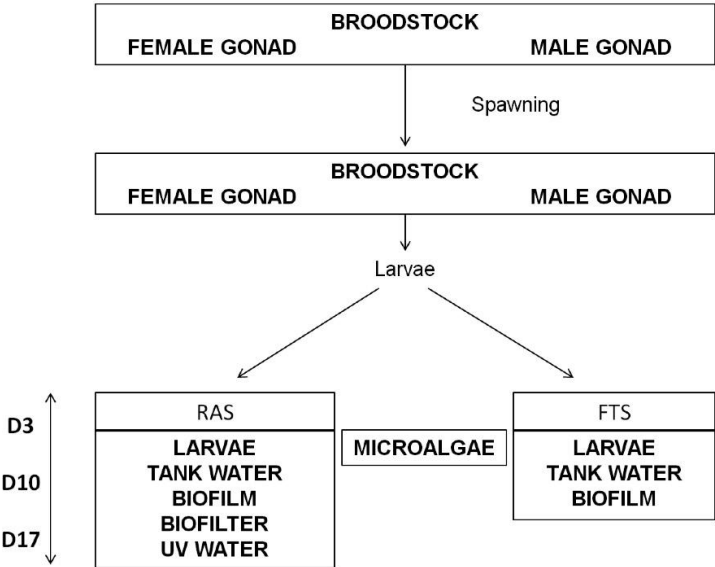 BROODSTOCK
FEMALE GONAD MALE GONAD
Spawning
BROODSTOCK
FEMALE GONAD MALE GONAD
Larvae
D3
D10
D17
RAS
LARVAE
TANK WATER
BIOFILM
BIOFILTER
UV WATER
MICROALGAE
FTS
LARVAE
TANK WATER
BIOFILM